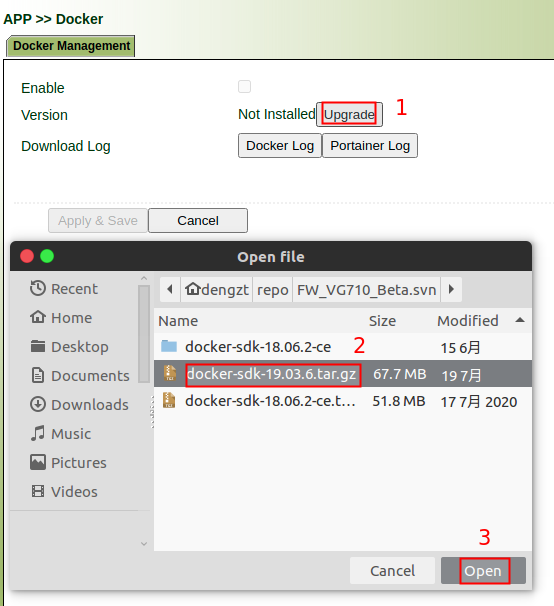 APP >> Docker
Docker Management
Enable
Version Not Installed Upgrade 1
Download Log Docker Log Portainer Log
Apply & Save Cancel
Open file
Recent
Home
Desktop
Documents
Downloads
Music
Pictures
Videos
dengzt repo FW_VG710_Beta.svn
Name Size Modified
docker-sdk-18.06.2-ce 2 15 6月
docker-sdk-19.03.6.tar.gz 67.7 MB 19 7月
docker-sdk-18.06.2-ce.t… 51.8 MB 17 7月 2020
3
Cancel Open